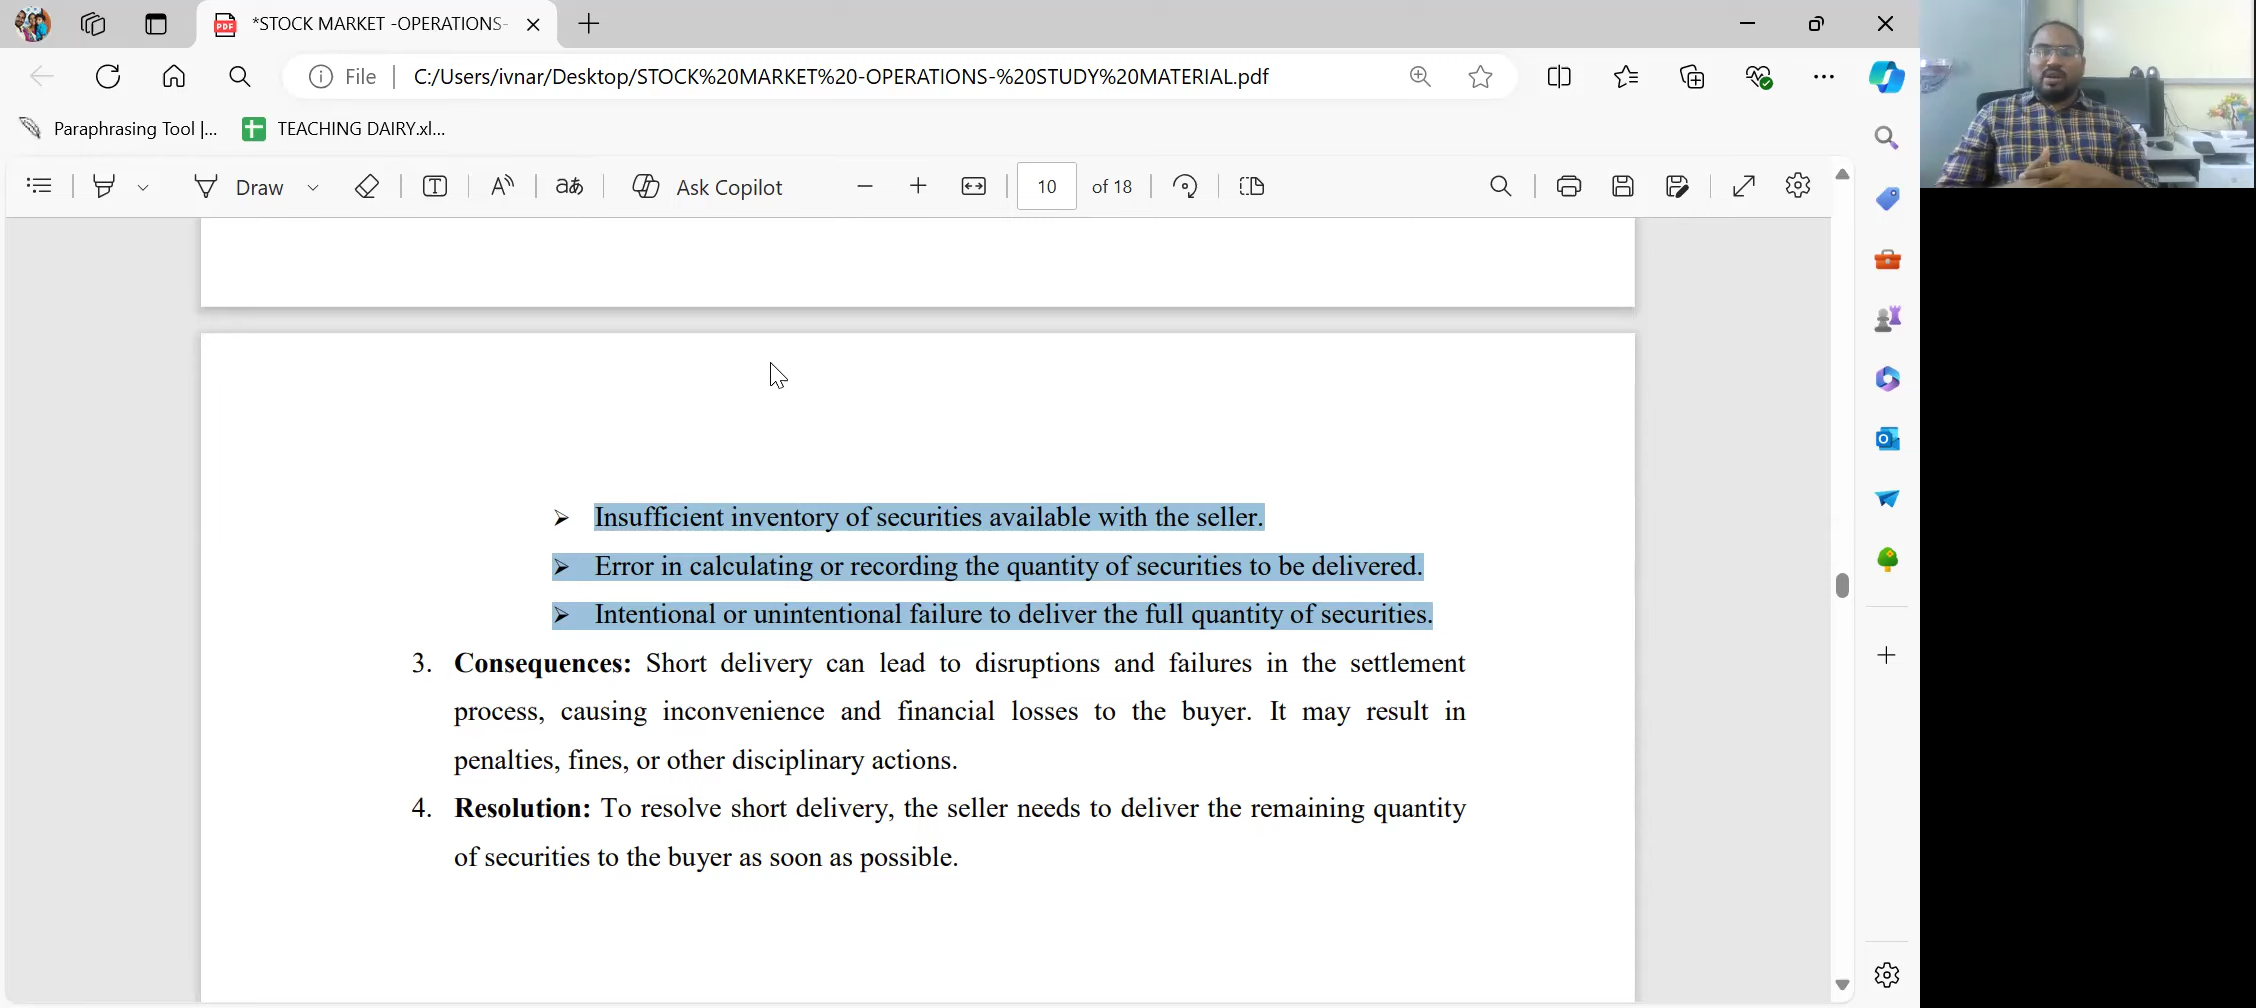 *STOCK MARKET -OPERATIONS-
File
C:/Users/ivnar/Desktop/STOCK%20MARKET%20-OPERATIONS-%20STUDY%20MATERIAL.pdf
Paraphrasing Tool |...
TEACHING DAIRY.xl...
Draw
Ask Copilot
10
of 18
➢ Insufficient inventory of securities available with the seller.
➢ Error in calculating or recording the quantity of securities to be delivered.
➢ Intentional or unintentional failure to deliver the full quantity of securities.
3. Consequences: Short delivery can lead to disruptions and failures in the settlement
process, causing inconvenience and financial losses to the buyer. It may result in
penalties, fines, or other disciplinary actions.
4. Resolution: To resolve short delivery, the seller needs to deliver the remaining quantity
of securities to the buyer as soon as possible.